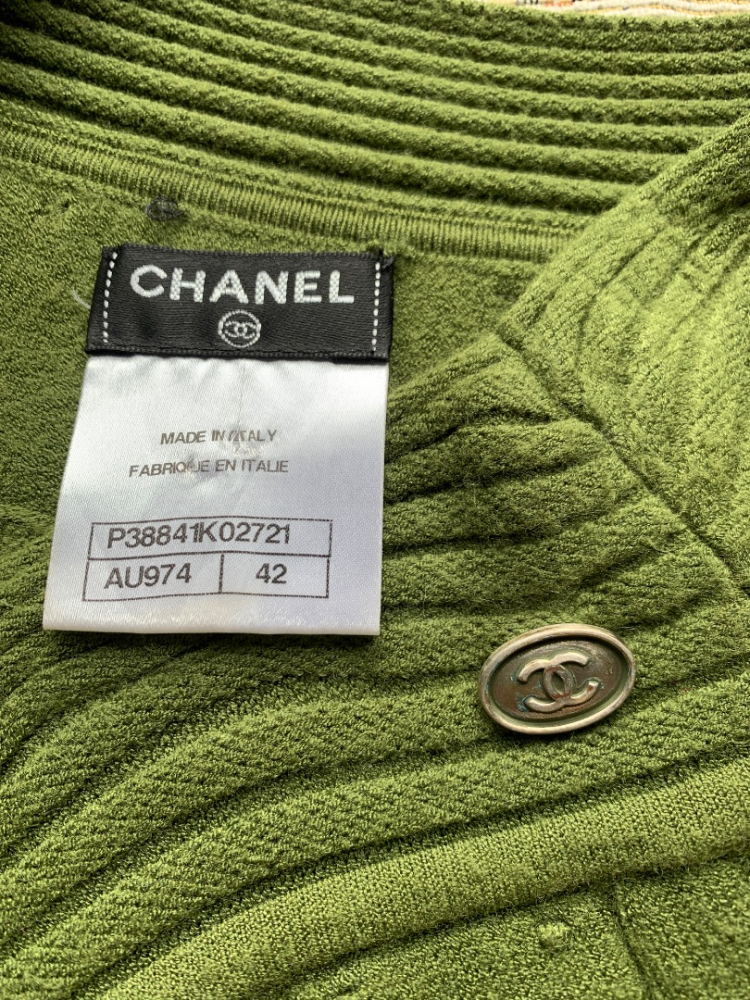 CHANEL
MADE IN ITALY
FABRIQUE EN ITALIE
P38841K02721
AU974 42